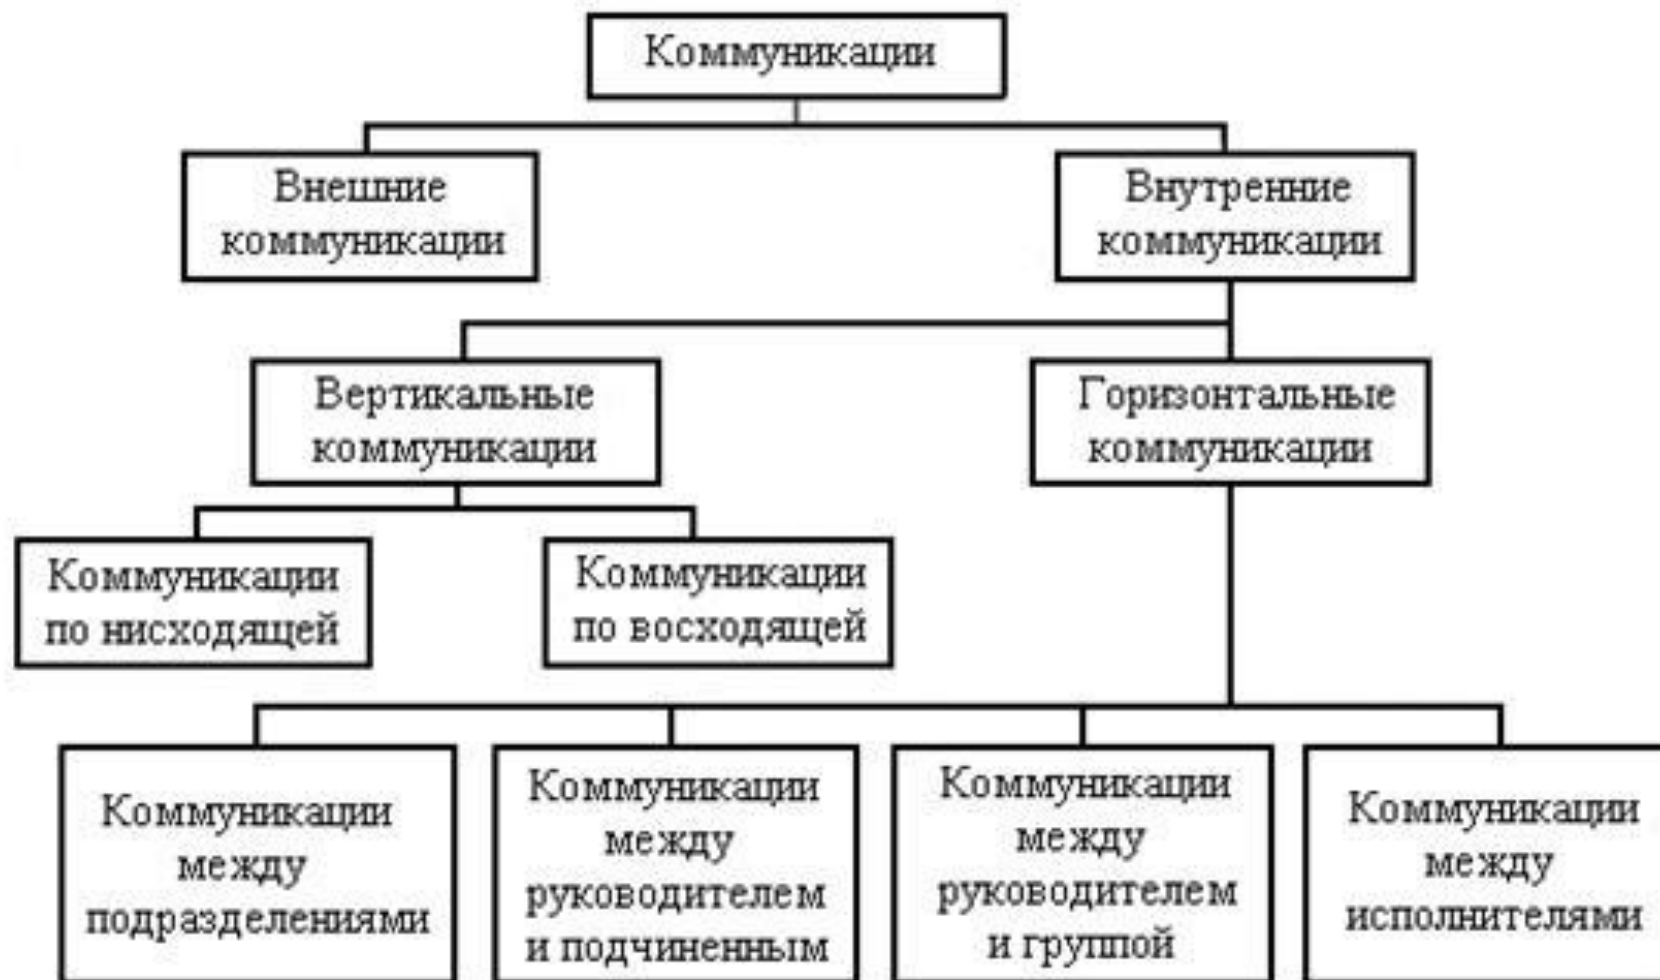 Коммуникации
Внешние
коммуникации
Внутренние
коммуникации
Вертикальные
коммуникации
Горизонтальные
коммуникации
Коммуникации
по нисходящей
Коммуникации
по восходящей
Коммуникации
между
подразделениями
Коммуникации
между
руководителем
и подчиненным
Коммуникации
между
руководителем
и группой
Коммуникации
между
исполнителями